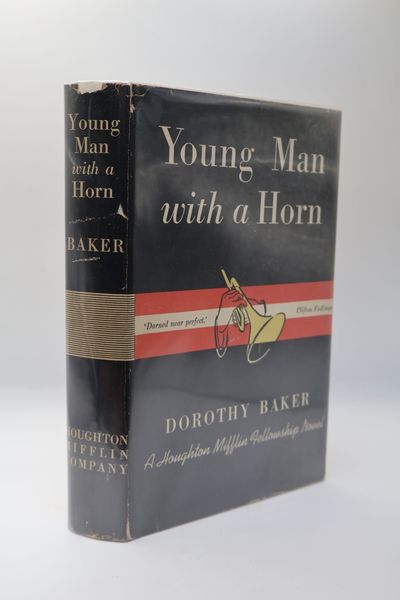 Young
Man
with a
Horn
BAKER
HOUGHTON
MIFFLIN
COMPANY
Young Man
with a Horn
'Darned near perfect.'
Clifton Fadiman
DOROTHY BAKER
A Houghton Mifflin Fellowship Novel